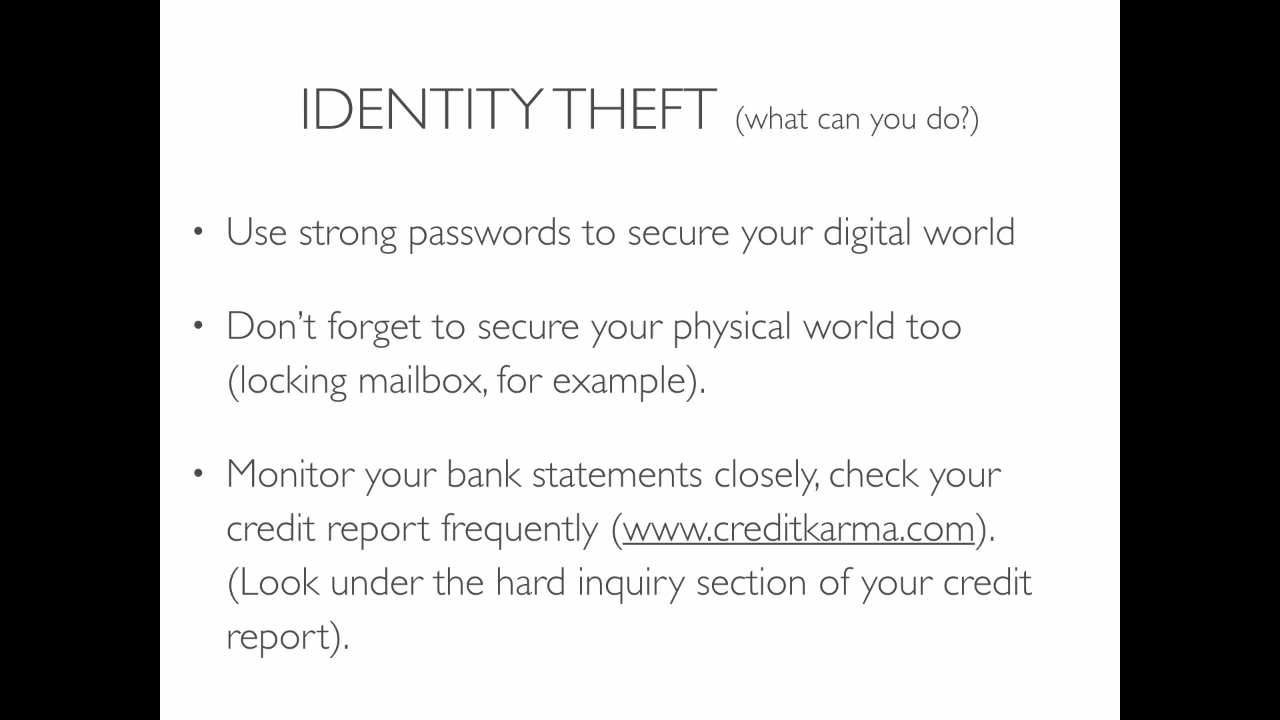 IDENTITY THEFT (what can you do?)
• Use strong passwords to secure your digital world
• Don’t forget to secure your physical world too
(locking mailbox, for example).
• Monitor your bank statements closely, check your
credit report frequently (www.creditkarma.com).
(Look under the hard inquiry section of your credit
report).